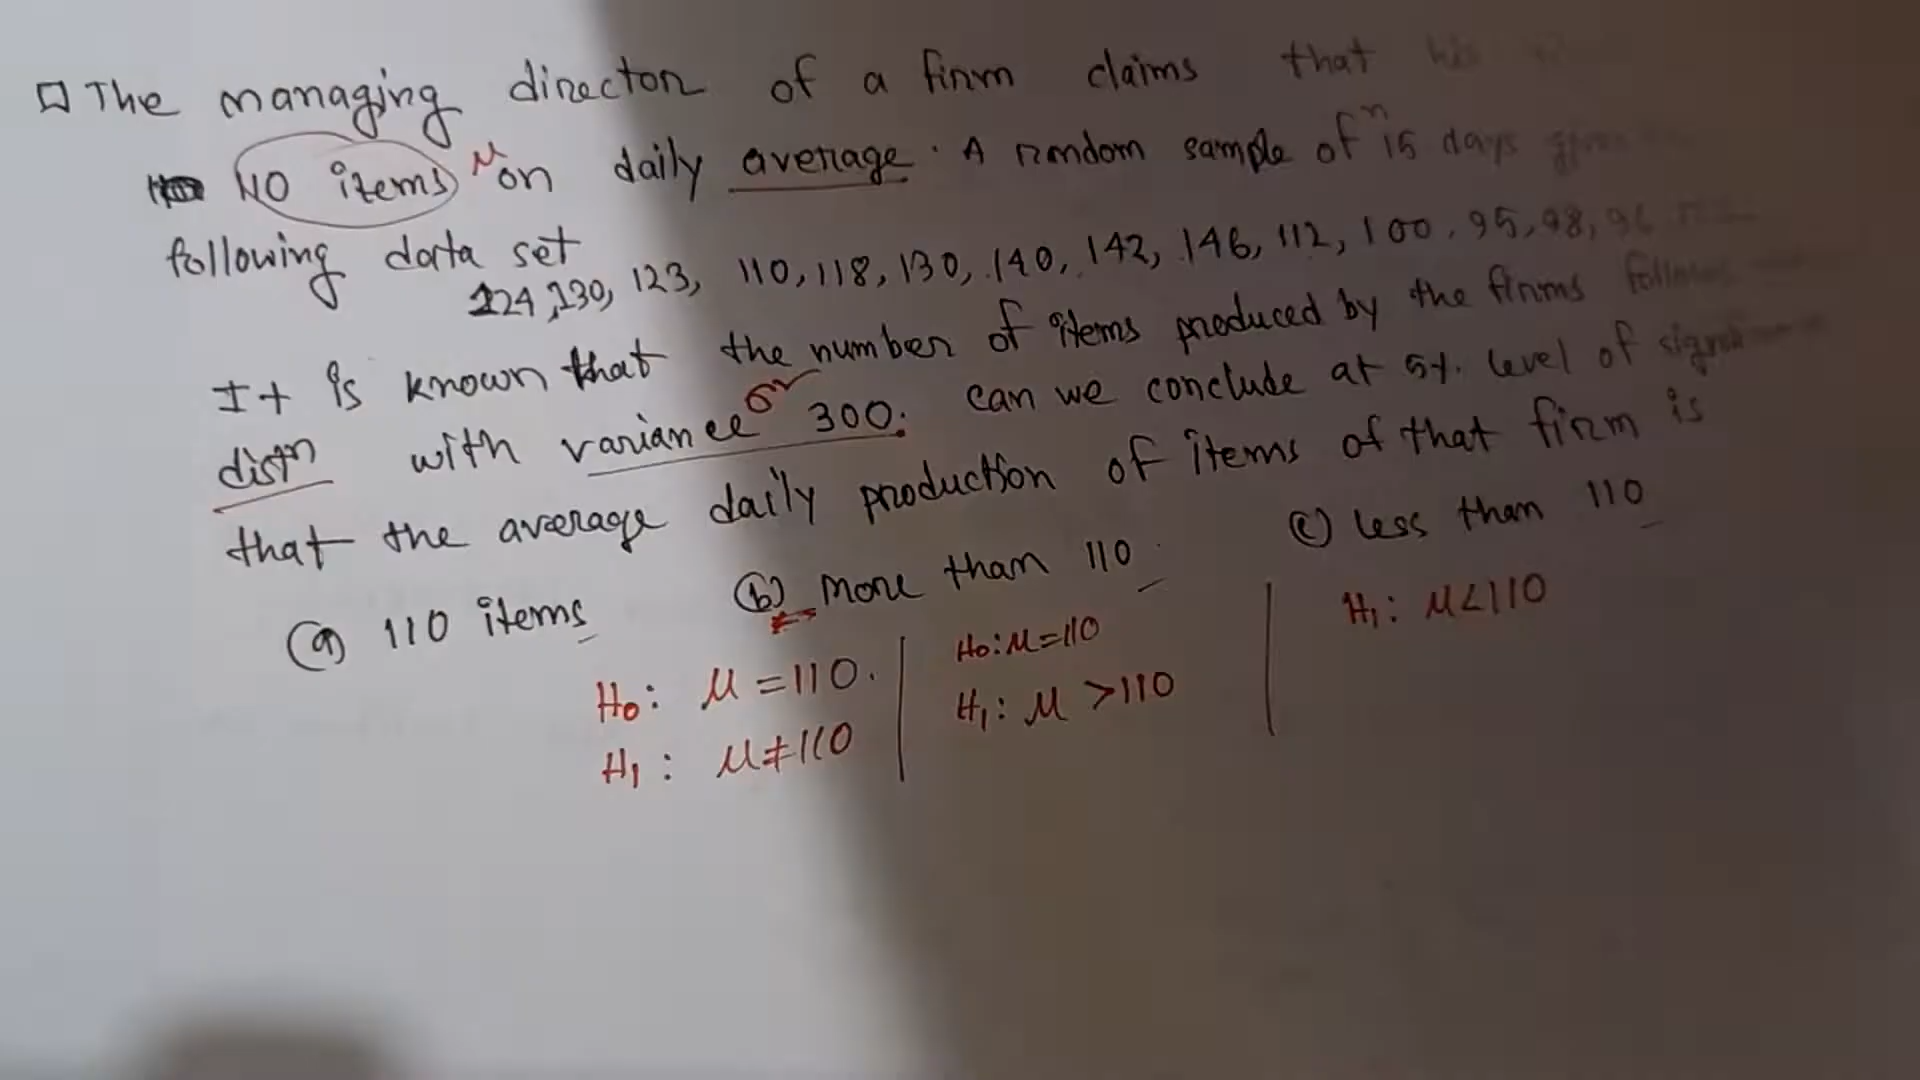 The managing director of a firm claims that his
110 items μ on daily average. A random sample of n 15 days given
following data set
124, 130, 123, 110, 118, 130, 140, 142, 146, 112, 100, 95, 98, 96
It is known that the number of items produced by the firms follows
distn with variance σ² 300. can we conclude at 5%. level of
that the average daily production of items of that firm is
(a) 110 items (b) more than 110 (c) less than 110
H₀: μ = 110. H₀: μ = 110 H₁: μ < 110
H₁: μ ≠ 110 H₁: μ > 110